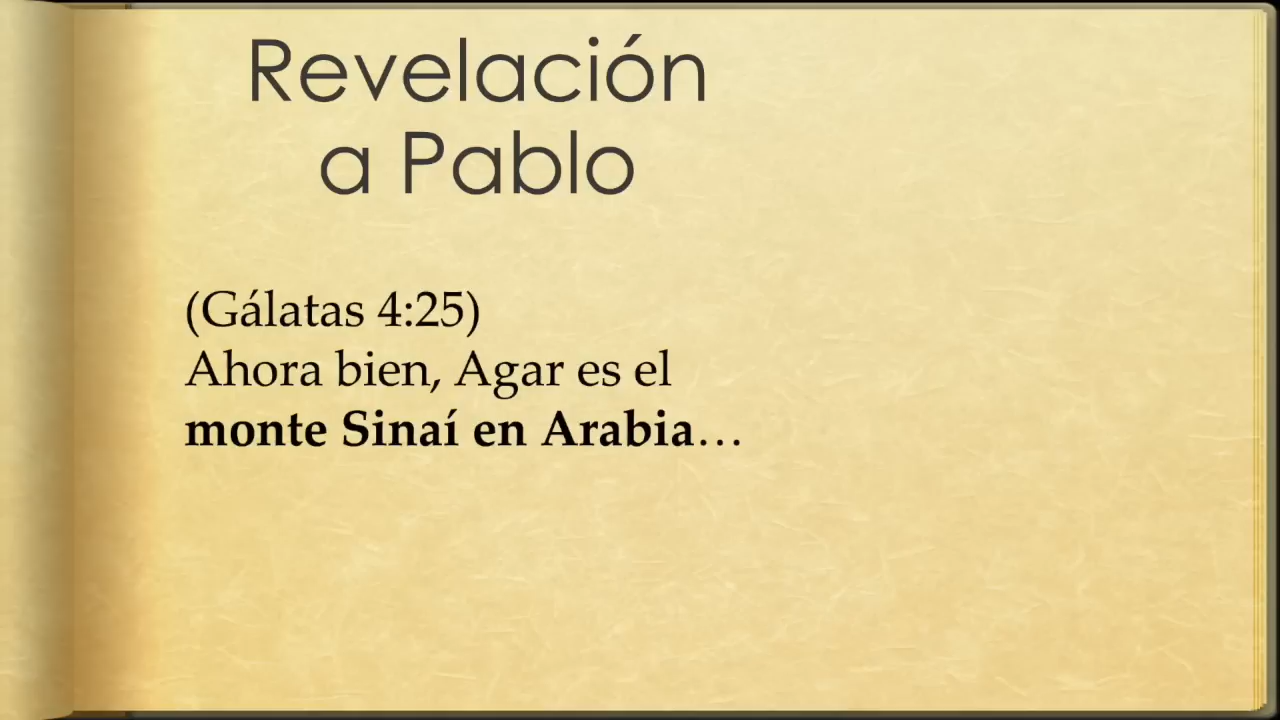 Revelación
a Pablo
(Gálatas 4:25)
Ahora bien, Agar es el
monte Sinaí en Arabia…